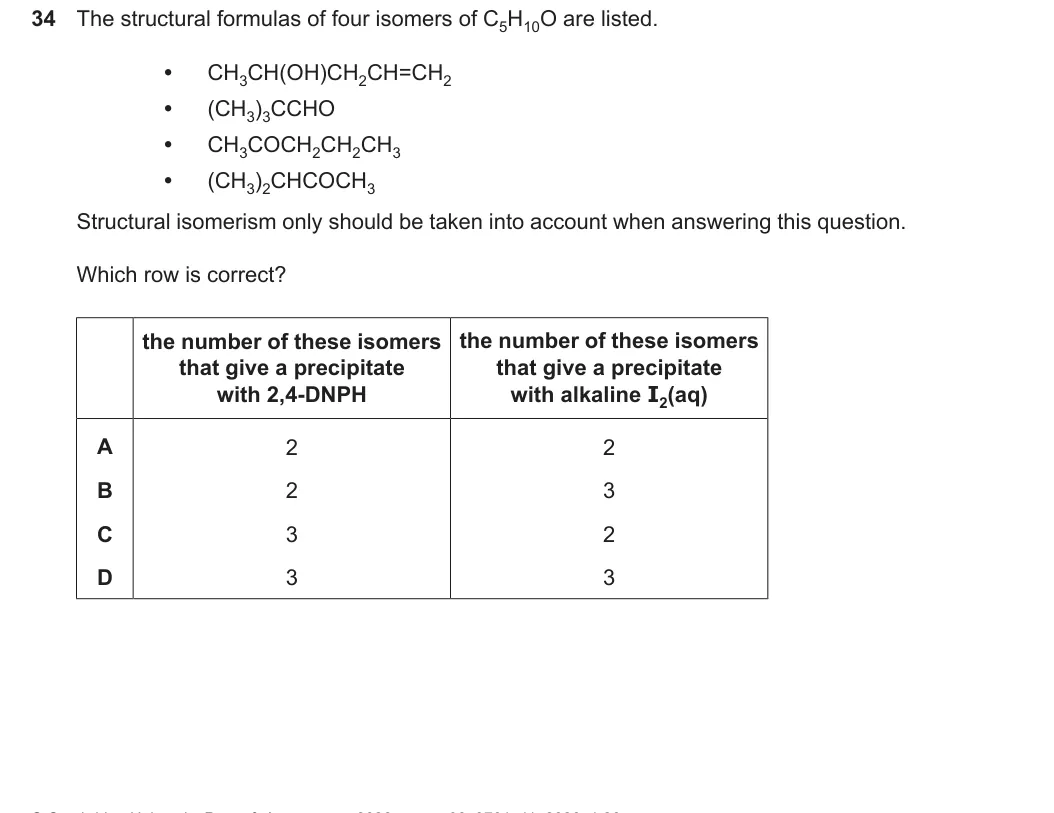 34 The structural formulas of four isomers of C₅H₁₀O are listed.
• CH₃CH(OH)CH₂CH=CH₂
• (CH₃)₃CCHO
• CH₃COCH₂CH₂CH₃
• (CH₃)₂CHCOCH₃
Structural isomerism only should be taken into account when answering this question.
Which row is correct?
the number of these isomers that give a precipitate with 2,4-DNPH
the number of these isomers that give a precipitate with alkaline I₂(aq)
A 2 2
B 2 3
C 3 2
D 3 3